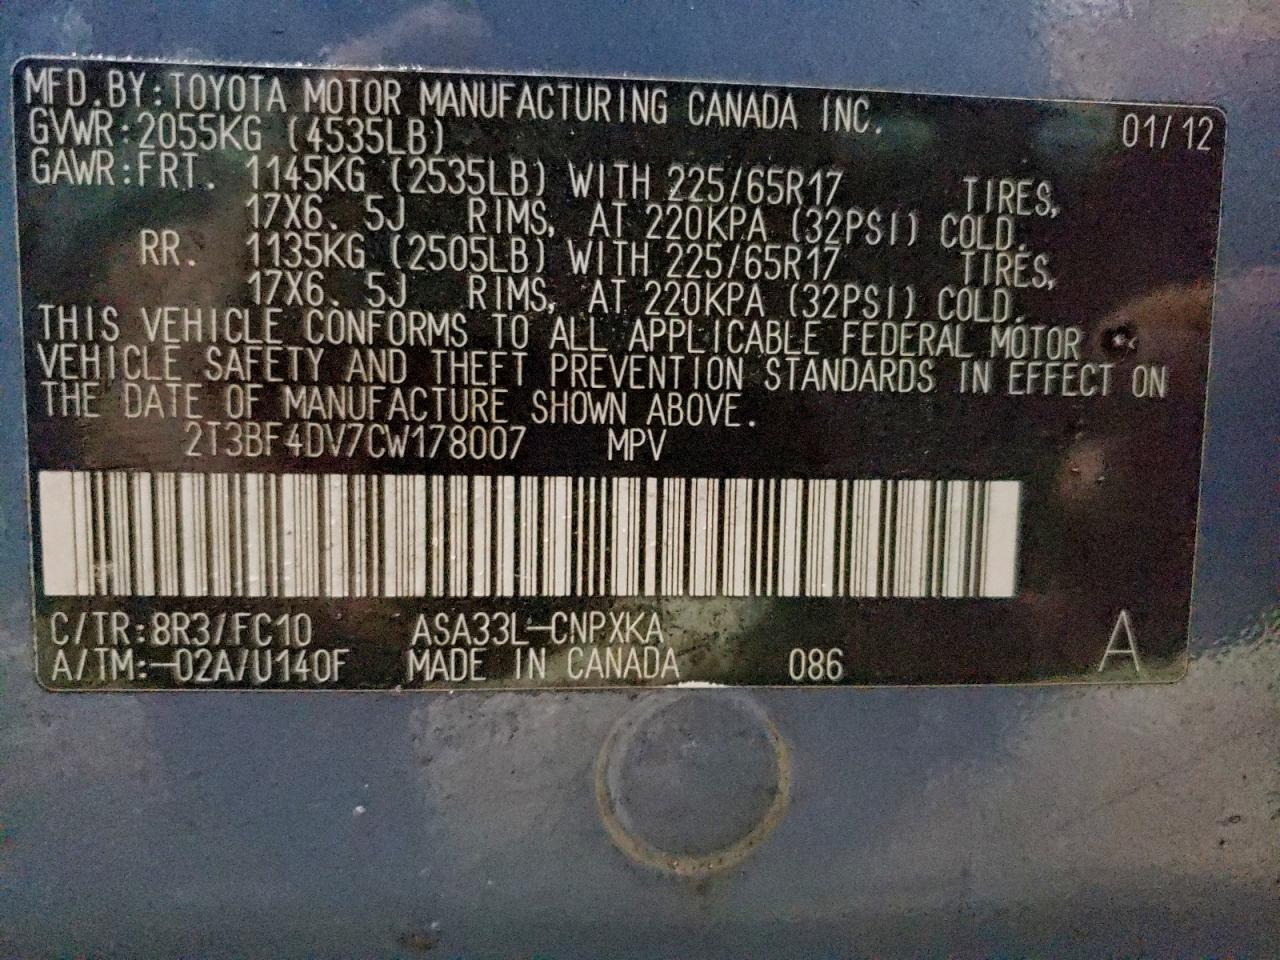 MFD.BY:TOYOTA MOTOR MANUFACTURING CANADA INC.
GVWR:2055KG (4535LB) 01/12
GAWR:FRT. 1145KG (2535LB) WITH 225/65R17 TIRES,
17X6. 5J RIMS, AT 220KPA (32PSI) COLD.
RR. 1135KG (2505LB) WITH 225/65R17 TIRES,
17X6. 5J RIMS, AT 220KPA (32PSI) COLD.
THIS VEHICLE CONFORMS TO ALL APPLICABLE FEDERAL MOTOR
VEHICLE SAFETY AND THEFT PREVENTION STANDARDS IN EFFECT ON
THE DATE OF MANUFACTURE SHOWN ABOVE.
2T3BF4DV7CW178007 MPV
C/TR:8R3/FC10 ASA33L-CNPXKA
A/TM:-02A/U140F MADE IN CANADA 086 A